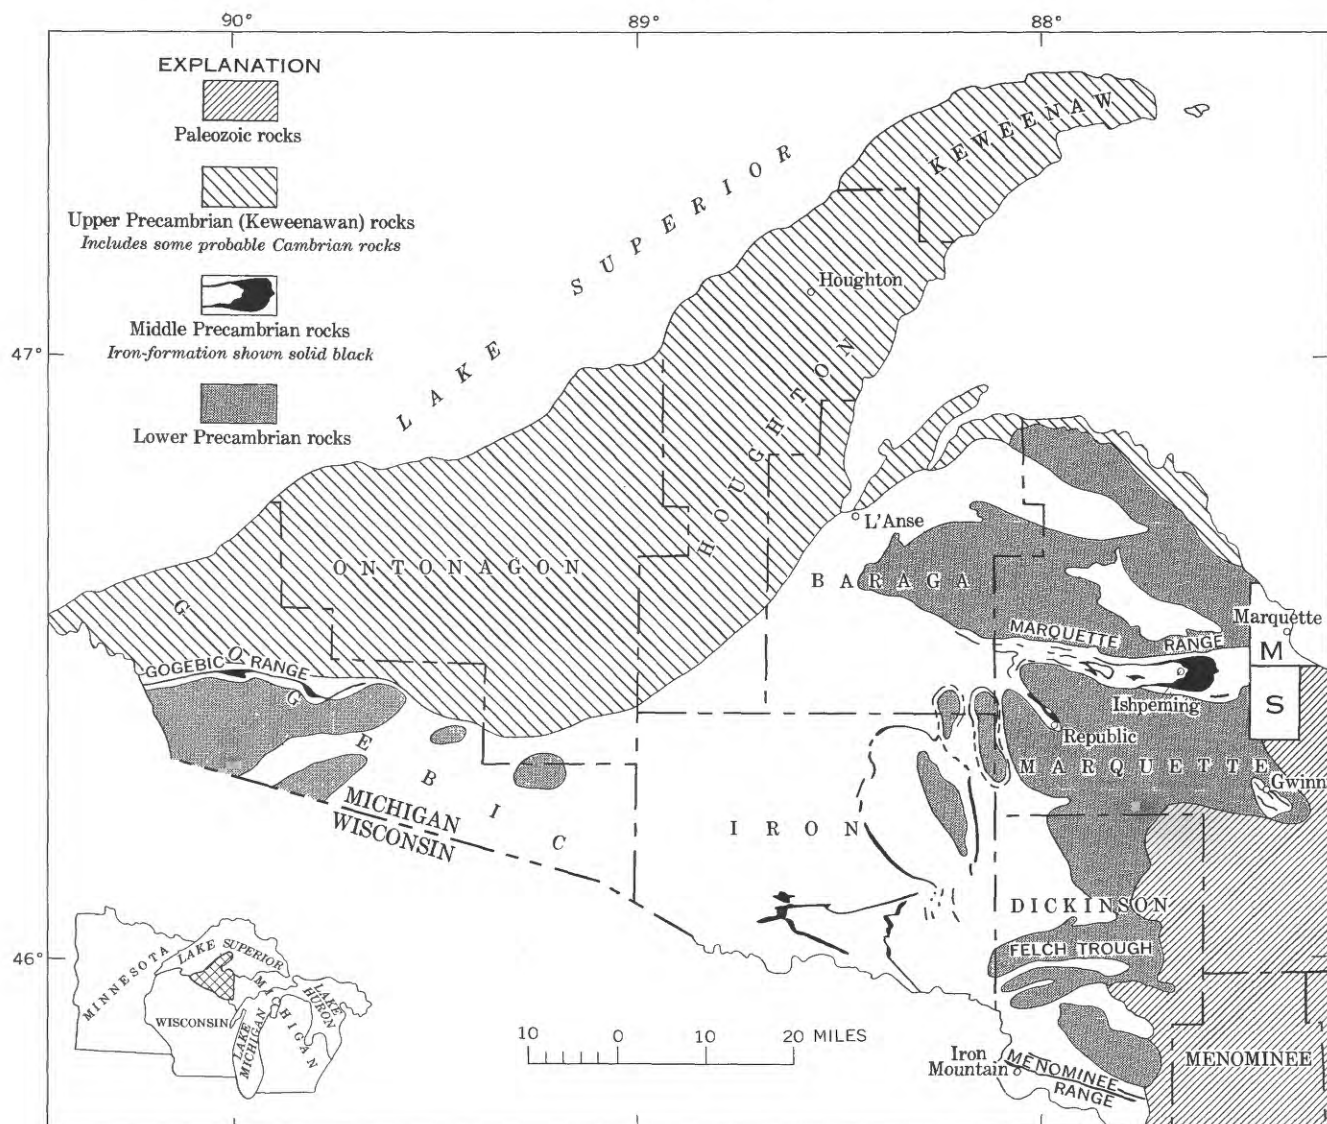 90°
89°
88°
EXPLANATION
Paleozoic rocks
Upper Precambrian (Keweenawan) rocks
Includes some probable Cambrian rocks
Middle Precambrian rocks
Iron-formation shown solid black
Lower Precambrian rocks
47°
46°
LAKE SUPERIOR
KEWEENAW
Houghton
HOUGHTON
L'Anse
ONTONAGON
BARAGA
GOGEBIC
GOGEBIC RANGE
MARQUETTE RANGE
Marquette
M
S
Ishpeming
Republic
MARQUETTE
Gwinn
MICHIGAN
WISCONSIN
IRON
DICKINSON
FELCH TROUGH
Iron
Mountain
MENOMINEE
RANGE
MENOMINEE
MINNESOTA
LAKE SUPERIOR
WISCONSIN
LAKE
MICHIGAN
MICHIGAN
LAKE
HURON
10 0 10 20 MILES